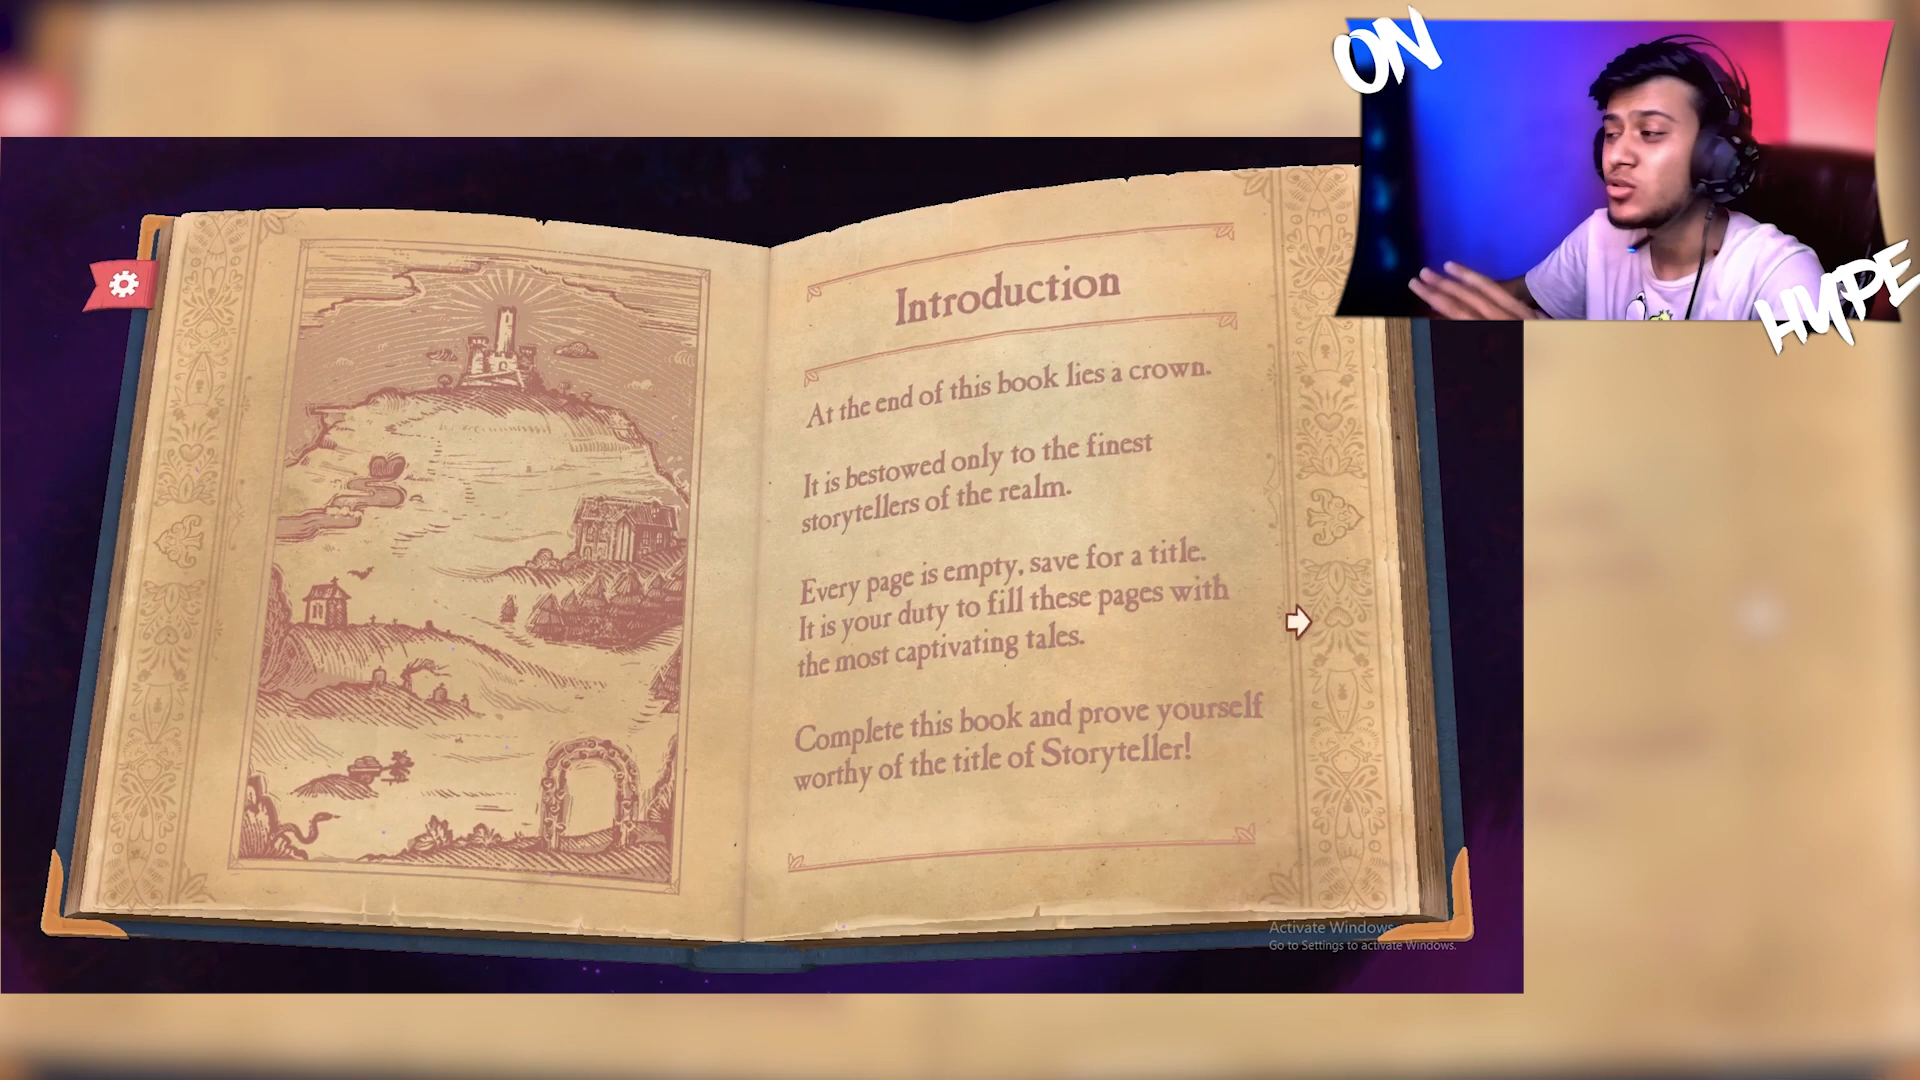 ON
HYPE
Introduction
At the end of this book lies a crown.
It is bestowed only to the finest
storytellers of the realm.
Every page is empty, save for a title.
It is your duty to fill these pages with
the most captivating tales.
Complete this book and prove yourself
worthy of the title of Storyteller!
Activate Windows
Go to Settings to activate Windows.